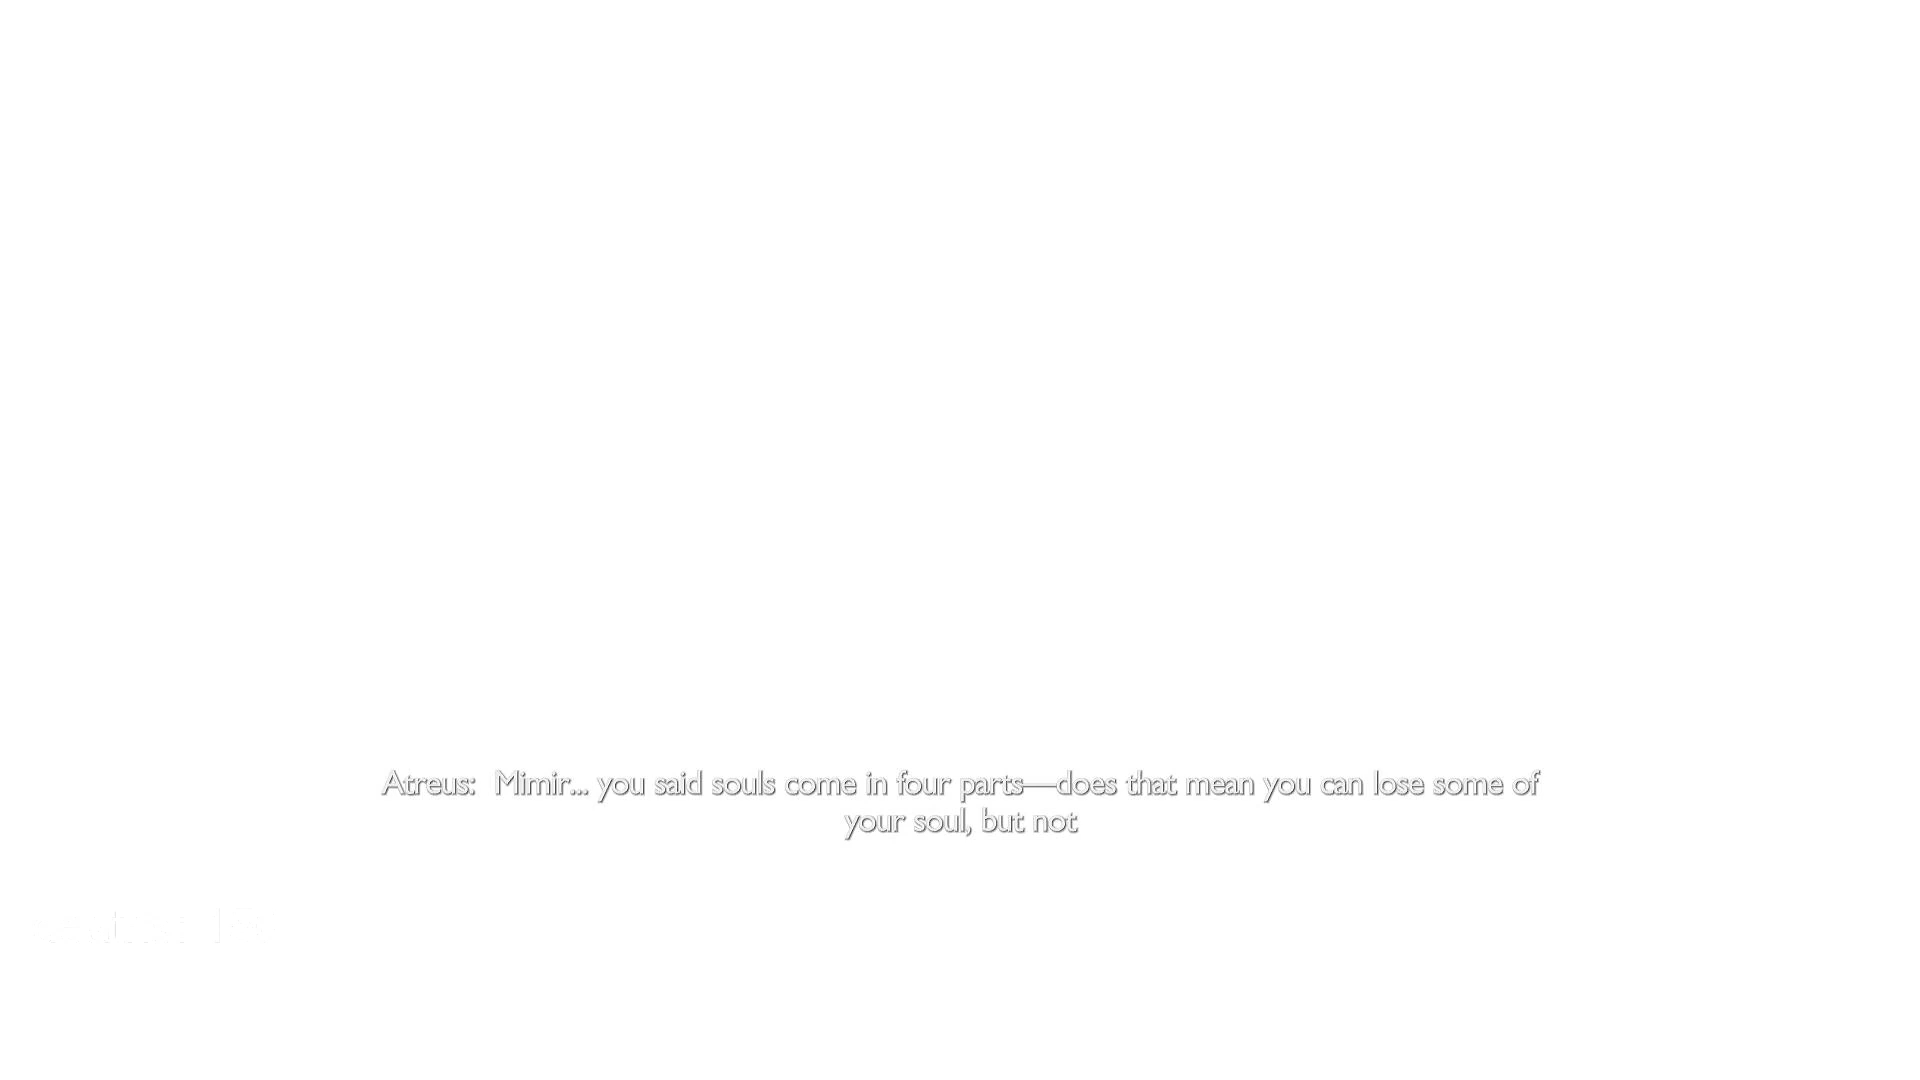 Atreus:  Mimir... you said souls come in four parts—does that mean you can lose some of
your soul, but not